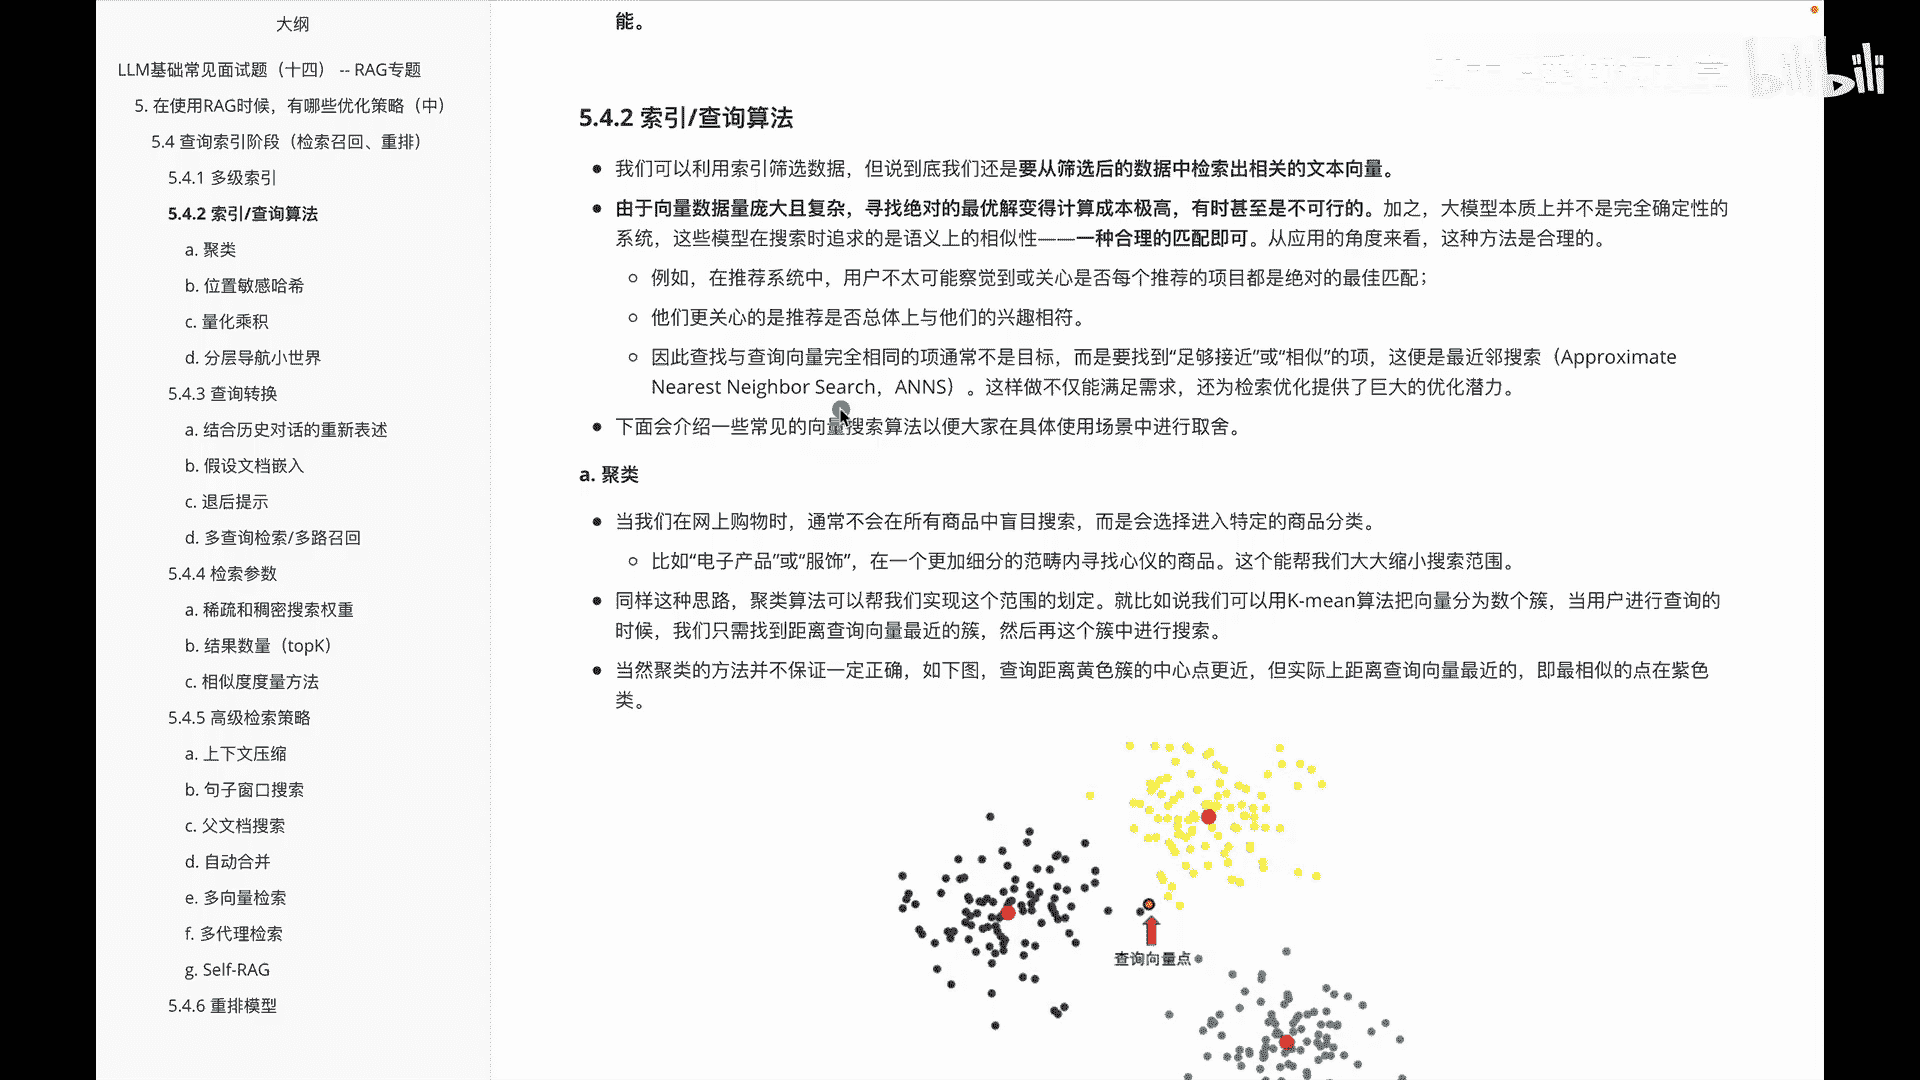 大纲
LLM基础常见面试题（十四） -- RAG专题
5. 在使用RAG时候，有哪些优化策略（中）
5.4 查询索引阶段（检索召回、重排）
5.4.1 多级索引
5.4.2 索引/查询算法
a. 聚类
b. 位置敏感哈希
c. 量化乘积
d. 分层导航小世界
5.4.3 查询转换
a. 结合历史对话的重新表述
b. 假设文档嵌入
c. 退后提示
d. 多查询检索/多路召回
5.4.4 检索参数
a. 稀疏和稠密搜索权重
b. 结果数量（topK）
c. 相似度度量方法
5.4.5 高级检索策略
a. 上下文压缩
b. 句子窗口搜索
c. 父文档搜索
d. 自动合并
e. 多向量检索
f. 多代理检索
g. Self-RAG
5.4.6 重排模型
能。
5.4.2 索引/查询算法
我们可以利用索引筛选数据，但说到底我们还是要从筛选后的数据中检索出相关的文本向量。
由于向量数据量庞大且复杂，寻找绝对的最优解变得计算成本极高，有时甚至是不可行的。加之，大模型本质上并不是完全确定性的
系统，这些模型在搜索时追求的是语义上的相似性——一种合理的匹配即可。从应用的角度来看，这种方法是合理的。
例如，在推荐系统中，用户不太可能察觉到或关心是否每个推荐的项目都是绝对的最佳匹配；
他们更关心的是推荐是否总体上与他们的兴趣相符。
因此查找与查询向量完全相同的项通常不是目标，而是要找到“足够接近”或“相似”的项，这便是最近邻搜索（Approximate
Nearest Neighbor Search，ANNS）。这样做不仅能满足需求，还为检索优化提供了巨大的优化潜力。
下面会介绍一些常见的向量搜索算法以便大家在具体使用场景中进行取舍。
a. 聚类
当我们在网上购物时，通常不会在所有商品中盲目搜索，而是会选择进入特定的商品分类。
比如“电子产品”或“服饰”，在一个更加细分的范畴内寻找心仪的商品。这个能帮我们大大缩小搜索范围。
同样这种思路，聚类算法可以帮我们实现这个范围的划定。就比如说我们可以用K-mean算法把向量分为数个簇，当用户进行查询的
时候，我们只需找到距离查询向量最近的簇，然后再这个簇中进行搜索。
当然聚类的方法并不保证一定正确，如下图，查询距离黄色簇的中心点更近，但实际上距离查询向量最近的，即最相似的点在紫色
类。
查询向量点
bilibili